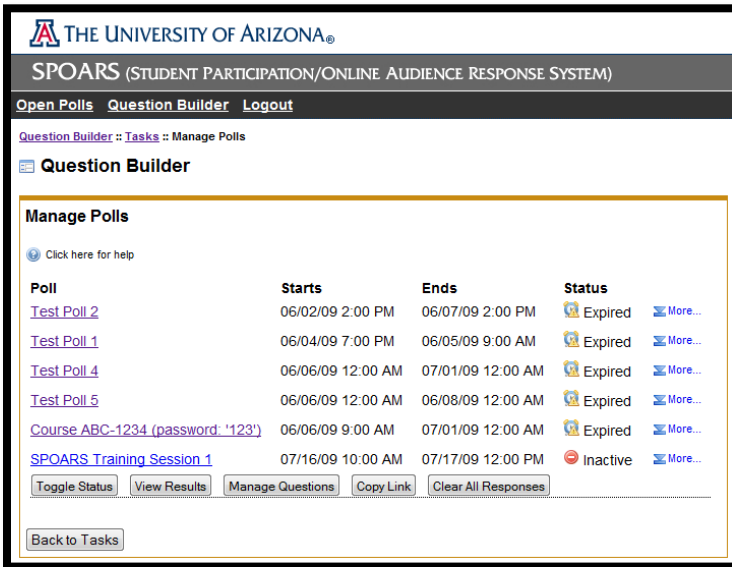 THE UNIVERSITY OF ARIZONA®
SPOARS (STUDENT PARTICIPATION/ONLINE AUDIENCE RESPONSE SYSTEM)
Open Polls Question Builder Logout
Question Builder :: Tasks :: Manage Polls
Question Builder
Manage Polls
Click here for help
Poll Starts Ends Status
Test Poll 2 06/02/09 2:00 PM 06/07/09 2:00 PM Expired More...
Test Poll 1 06/04/09 7:00 PM 06/05/09 9:00 AM Expired More...
Test Poll 4 06/06/09 12:00 AM 07/01/09 12:00 AM Expired More...
Test Poll 5 06/06/09 12:00 AM 06/08/09 12:00 AM Expired More...
Course ABC-1234 (password: '123') 06/06/09 9:00 AM 07/01/09 12:00 AM Expired More...
SPOARS Training Session 1 07/16/09 10:00 AM 07/17/09 12:00 PM Inactive More...
Toggle Status View Results Manage Questions Copy Link Clear All Responses
Back to Tasks